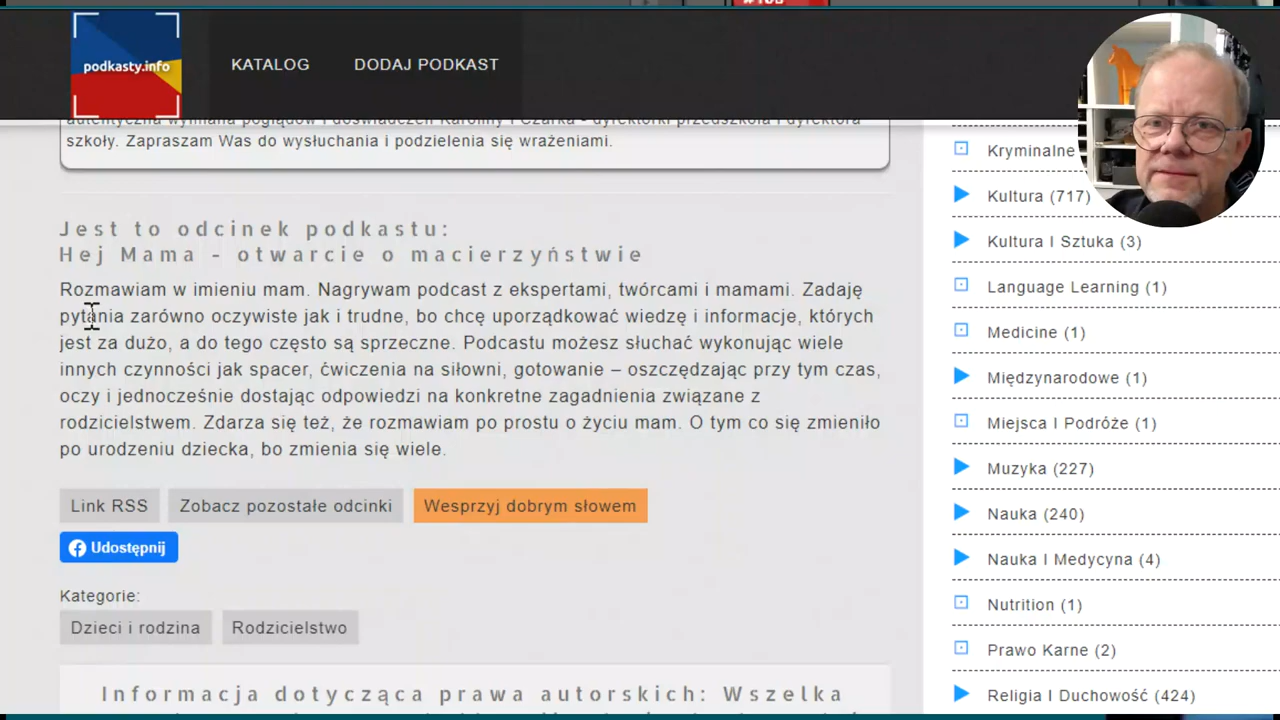 podkasty.info
KATALOG
DODAJ PODKAST
szkoły. Zapraszam Was do wysłuchania i podzielenia się wrażeniami.
Jest to odcinek podkastu:
Hej Mama - otwarcie o macierzyństwie
Rozmawiam w imieniu mam. Nagrywam podcast z ekspertami, twórcami i mamami. Zadaję
pytania zarówno oczywiste jak i trudne, bo chcę uporządkować wiedzę i informacje, których
jest za dużo, a do tego często są sprzeczne. Podcastu możesz słuchać wykonując wiele
innych czynności jak spacer, ćwiczenia na siłowni, gotowanie – oszczędzając przy tym czas,
oczy i jednocześnie dostając odpowiedzi na konkretne zagadnienia związane z
rodzicielstwem. Zdarza się też, że rozmawiam po prostu o życiu mam. O tym co się zmieniło
po urodzeniu dziecka, bo zmienia się wiele.
Link RSS
Zobacz pozostałe odcinki
Wesprzyj dobrym słowem
Udostępnij
Kategorie:
Dzieci i rodzina
Rodzicielstwo
Informacja dotycząca prawa autorskich: Wszelka
Kryminalne
Kultura (717)
Kultura I Sztuka (3)
Language Learning (1)
Medicine (1)
Międzynarodowe (1)
Miejsca I Podróże (1)
Muzyka (227)
Nauka (240)
Nauka I Medycyna (4)
Nutrition (1)
Prawo Karne (2)
Religia I Duchowość (424)